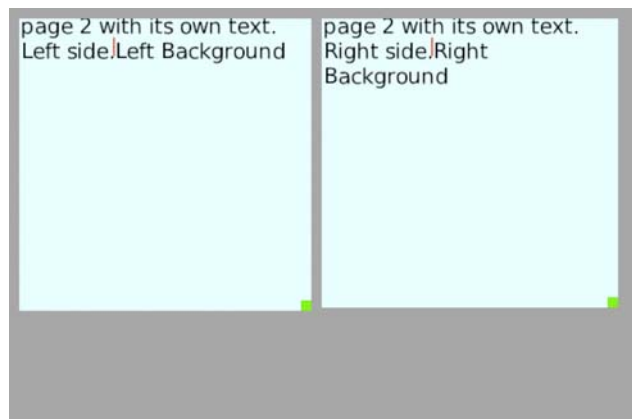 page 2 with its own text.
Left side.Left Background
page 2 with its own text.
Right side.Right
Background